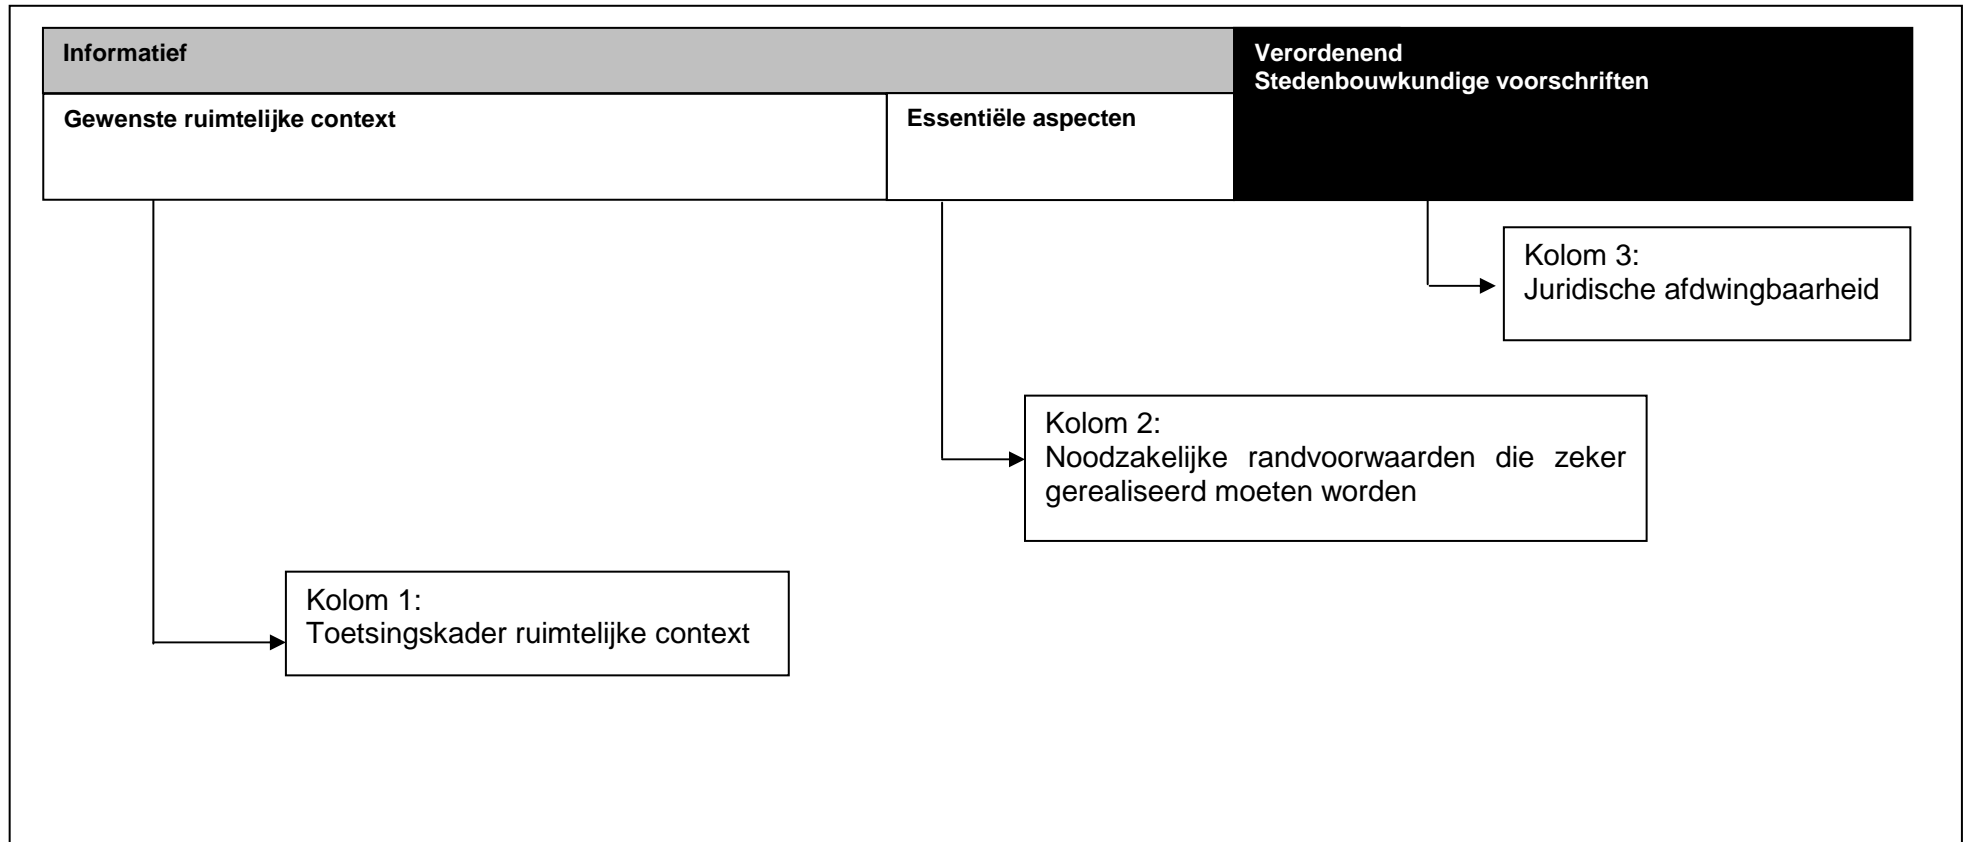 Informatief
Verordenend
Stedenbouwkundige voorschriften
Gewenste ruimtelijke context
Essentiële aspecten
Kolom 3:
Juridische afdwingbaarheid
Kolom 2:
Noodzakelijke randvoorwaarden die zeker
gerealiseerd moeten worden
Kolom 1:
Toetsingskader ruimtelijke context